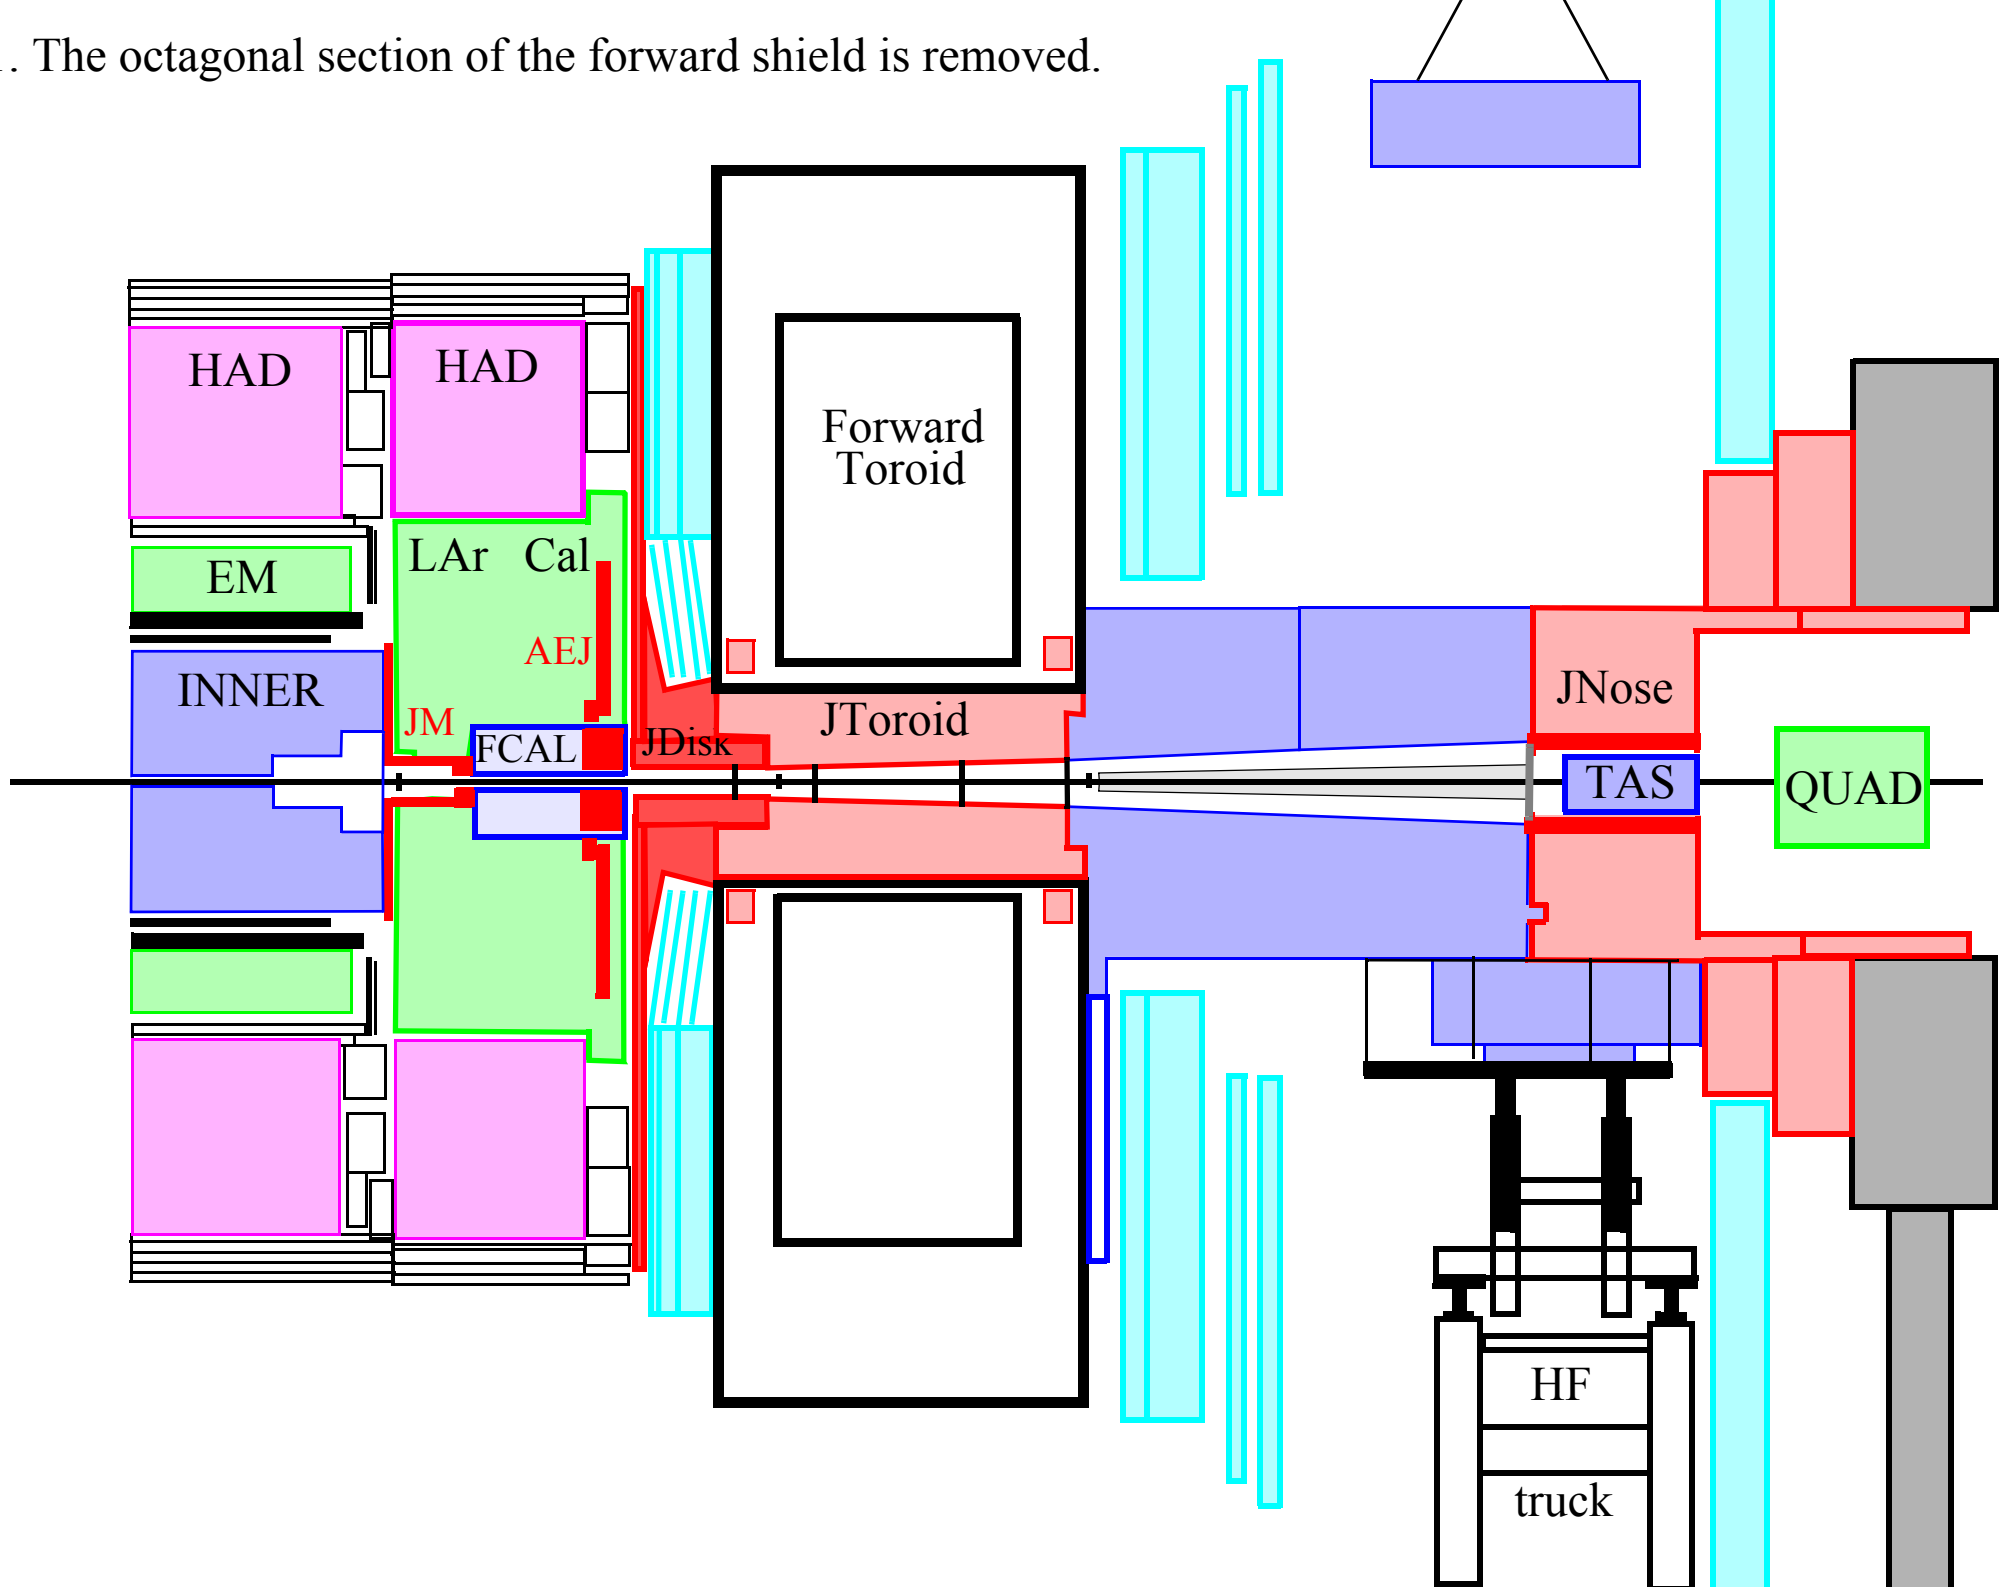 . The octagonal section of the forward shield is removed.
HAD
HAD
Forward
Toroid
LAr Cal
EM
AEJ
INNER
JNose
JM
JToroid
FCAL
JDisk
TAS
QUAD
HF
truck